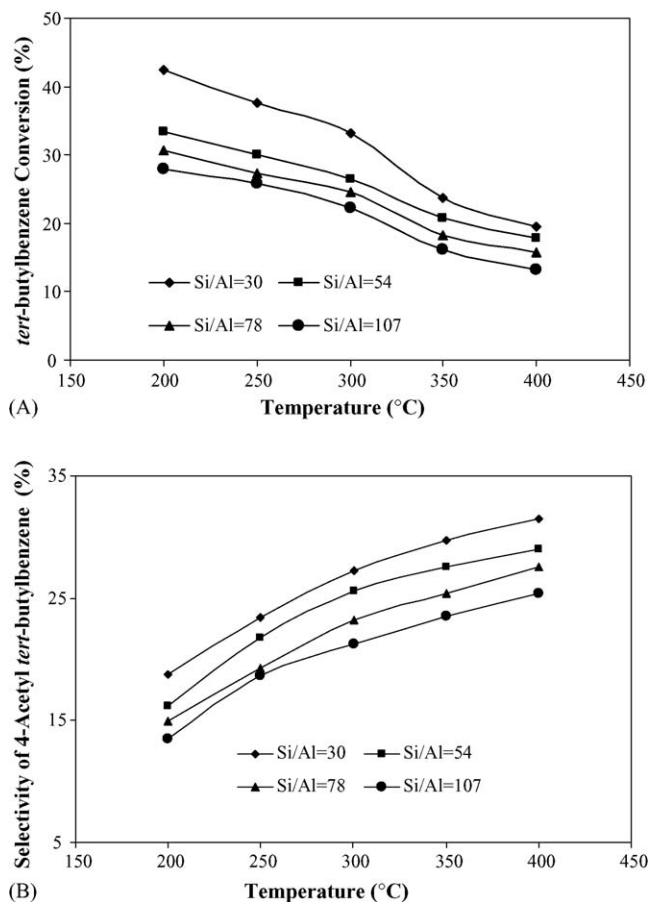 50
40
30
20
10
0
tert-butylbenzene Conversion (%)
Si/Al=30 Si/Al=54
Si/Al=78 Si/Al=107
150 200 250 300 350 400 450
(A) Temperature (°C)
35
25
15
5
Selectivity of 4-Acetyl tert-butylbenzene (%)
Si/Al=30 Si/Al=54
Si/Al=78 Si/Al=107
150 200 250 300 350 400 450
(B) Temperature (°C)